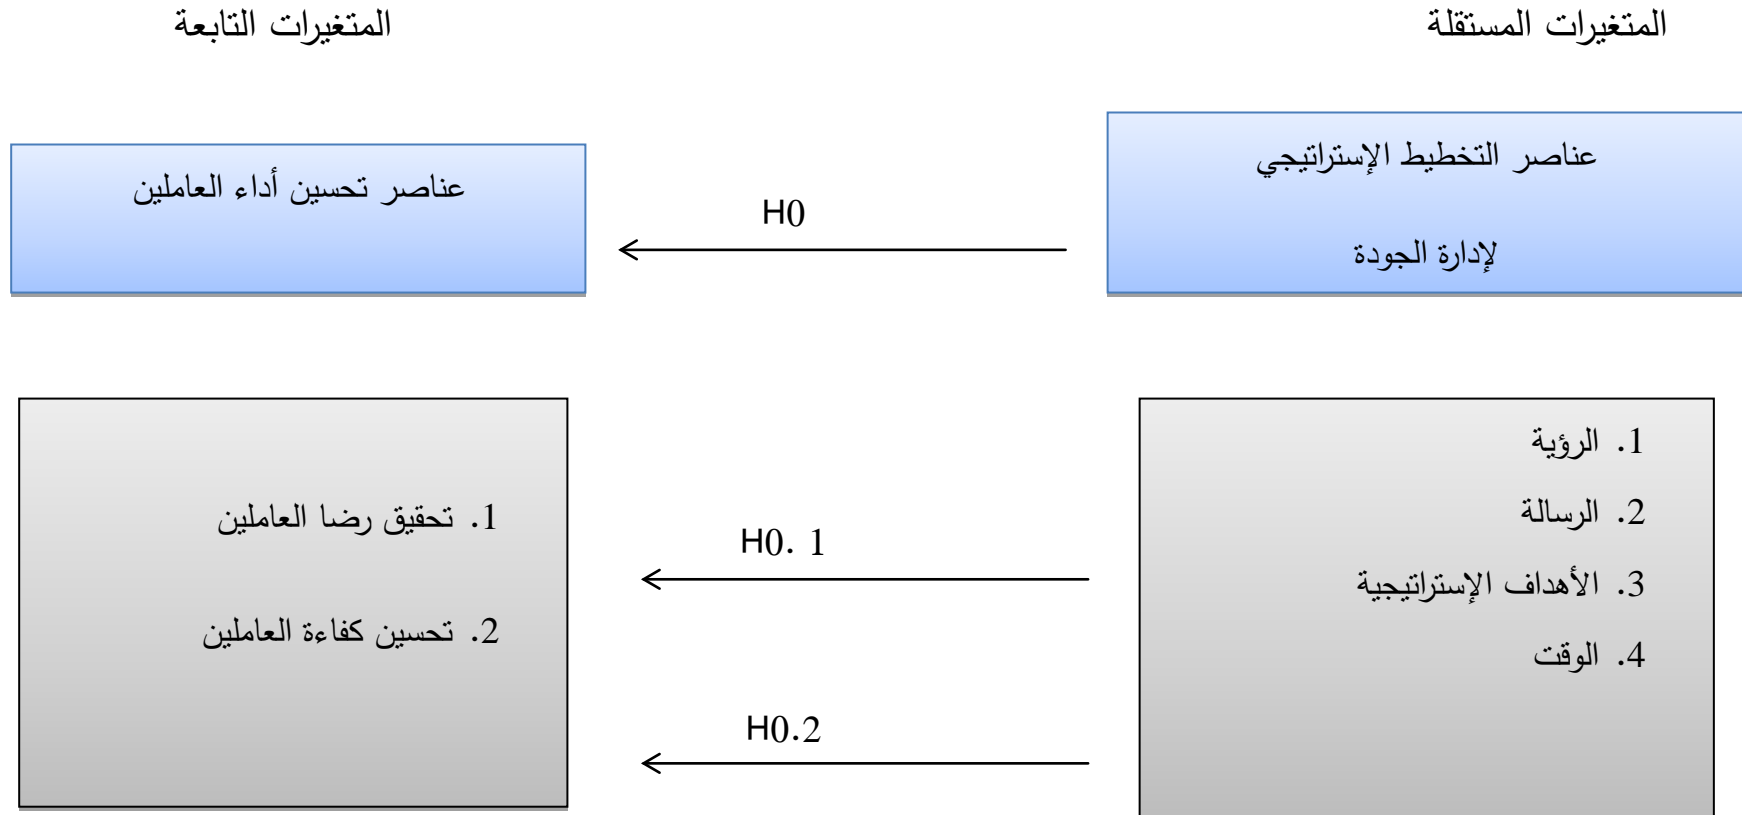 المتغيرات المستقلة
المتغيرات التابعة
عناصر التخطيط الإستراتيجي
لإدارة الجودة
H0
عناصر تحسين أداء العاملين
1. الرؤية
2. الرسالة
3. الأهداف الإستراتيجية
4. الوقت
H0. 1
H0.2
1. تحقيق رضا العاملين
2. تحسين كفاءة العاملين